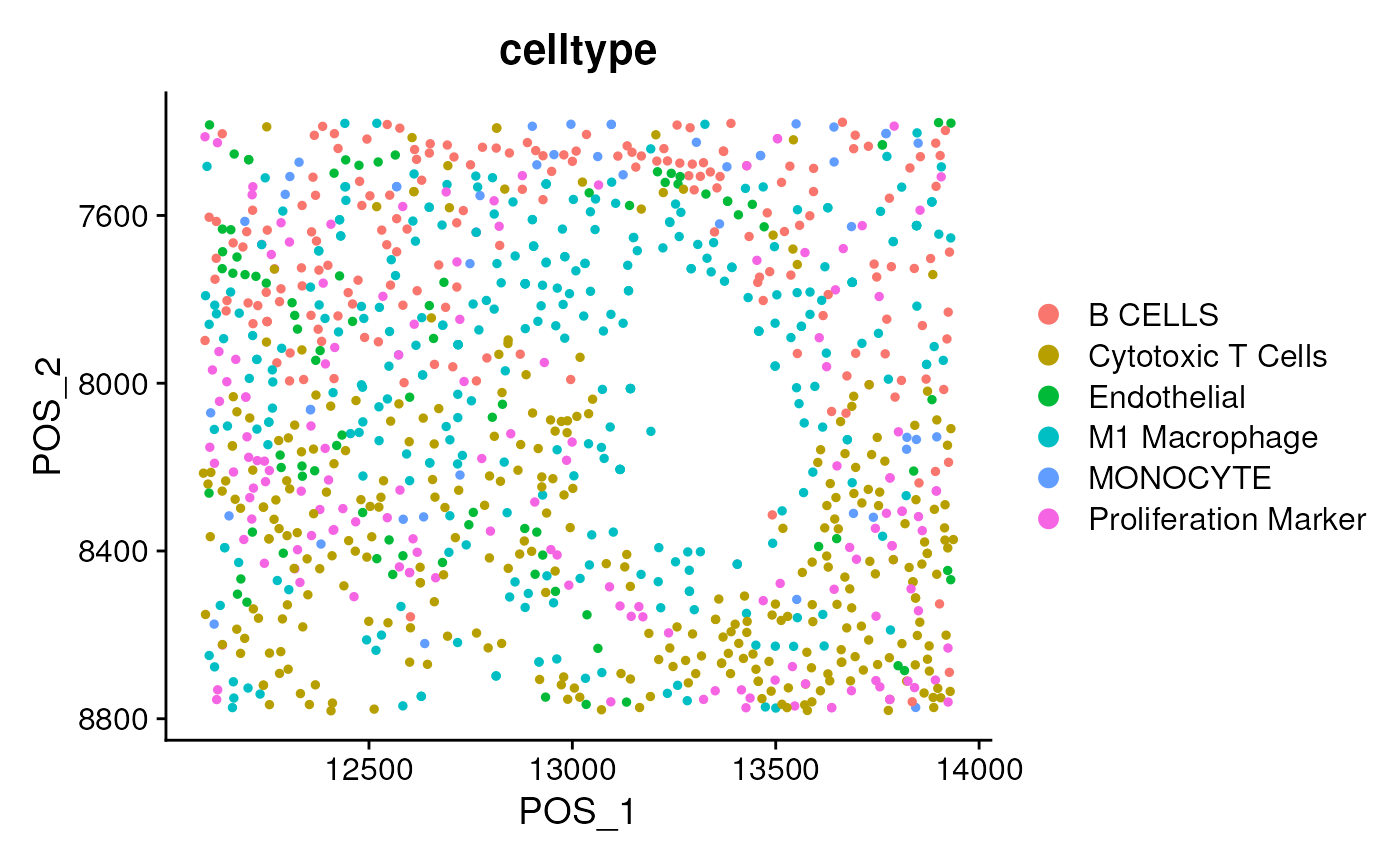 celltype
7600
8000
8400
8800
POS_2
12500
13000
13500
14000
POS_1
B CELLS
Cytotoxic T Cells
Endothelial
M1 Macrophage
MONOCYTE
Proliferation Marker